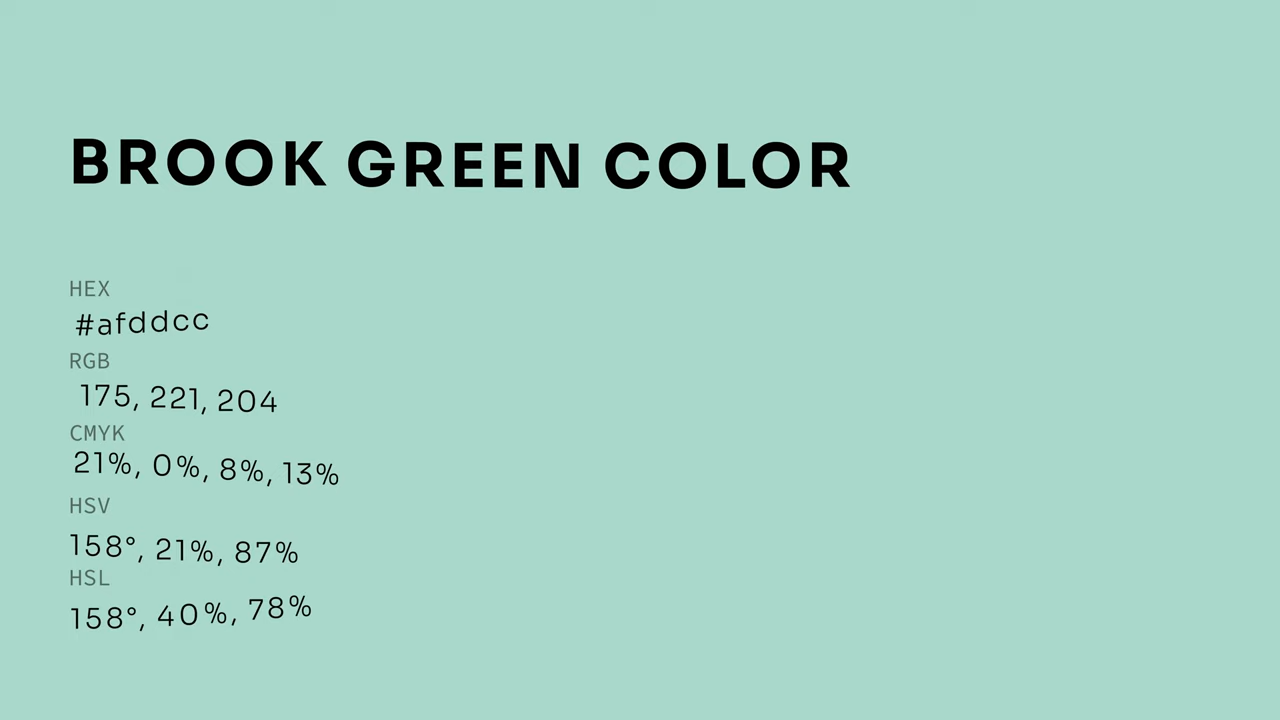 BROOK GREEN COLOR
HEX
#afddcc
RGB
175, 221, 204
CMYK
21%, 0%, 8%, 13%
HSV
158°, 21%, 87%
HSL
158°, 40%, 78%